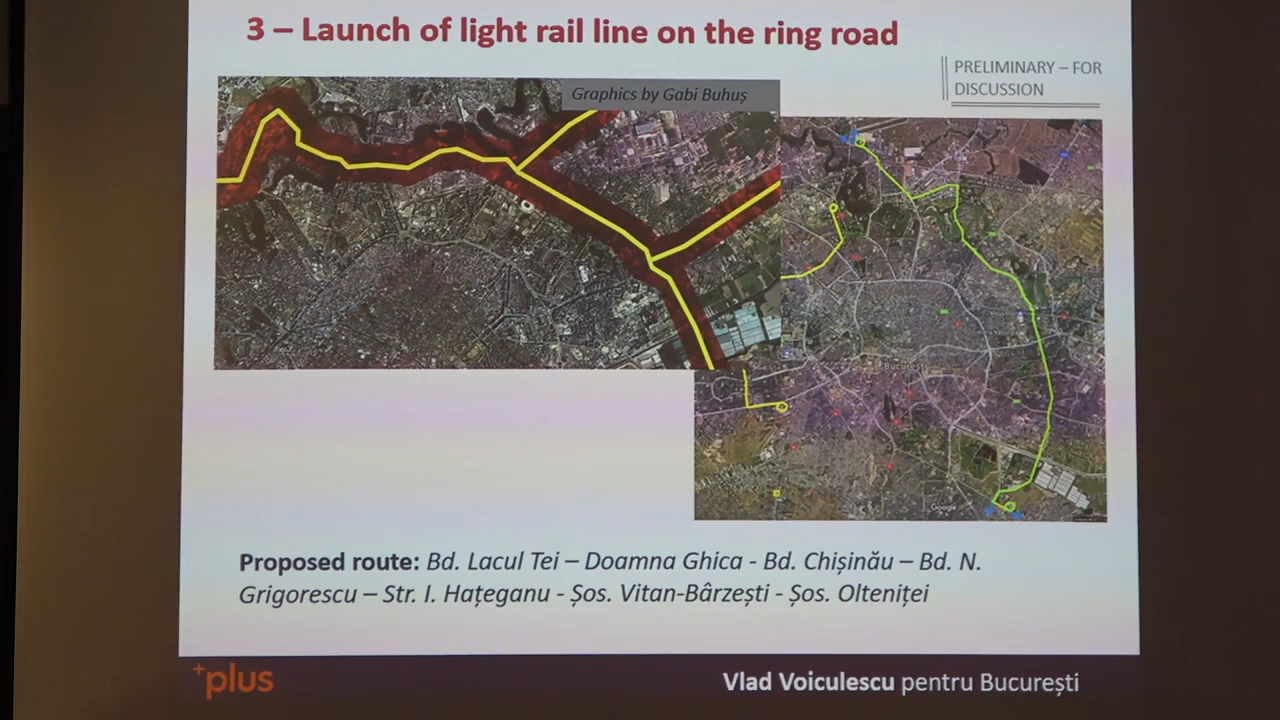 3 – Launch of light rail line on the ring road
PRELIMINARY – FOR
DISCUSSION
Graphics by Gabi Buhuș
București
Google
Proposed route: Bd. Lacul Tei – Doamna Ghica - Bd. Chișinău – Bd. N.
Grigorescu – Str. I. Hațeganu - Șos. Vitan-Bârzești - Șos. Olteniței
+plus
Vlad Voiculescu pentru București